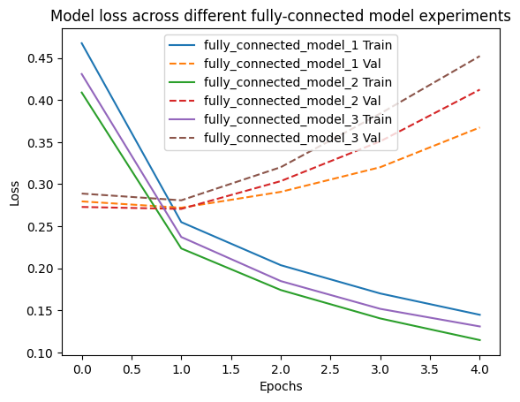 Model loss across different fully-connected model experiments
fully_connected_model_1 Train
fully_connected_model_1 Val
fully_connected_model_2 Train
fully_connected_model_2 Val
fully_connected_model_3 Train
fully_connected_model_3 Val
Loss
0.45
0.40
0.35
0.30
0.25
0.20
0.15
0.10
0.0 0.5 1.0 1.5 2.0 2.5 3.0 3.5 4.0
Epochs